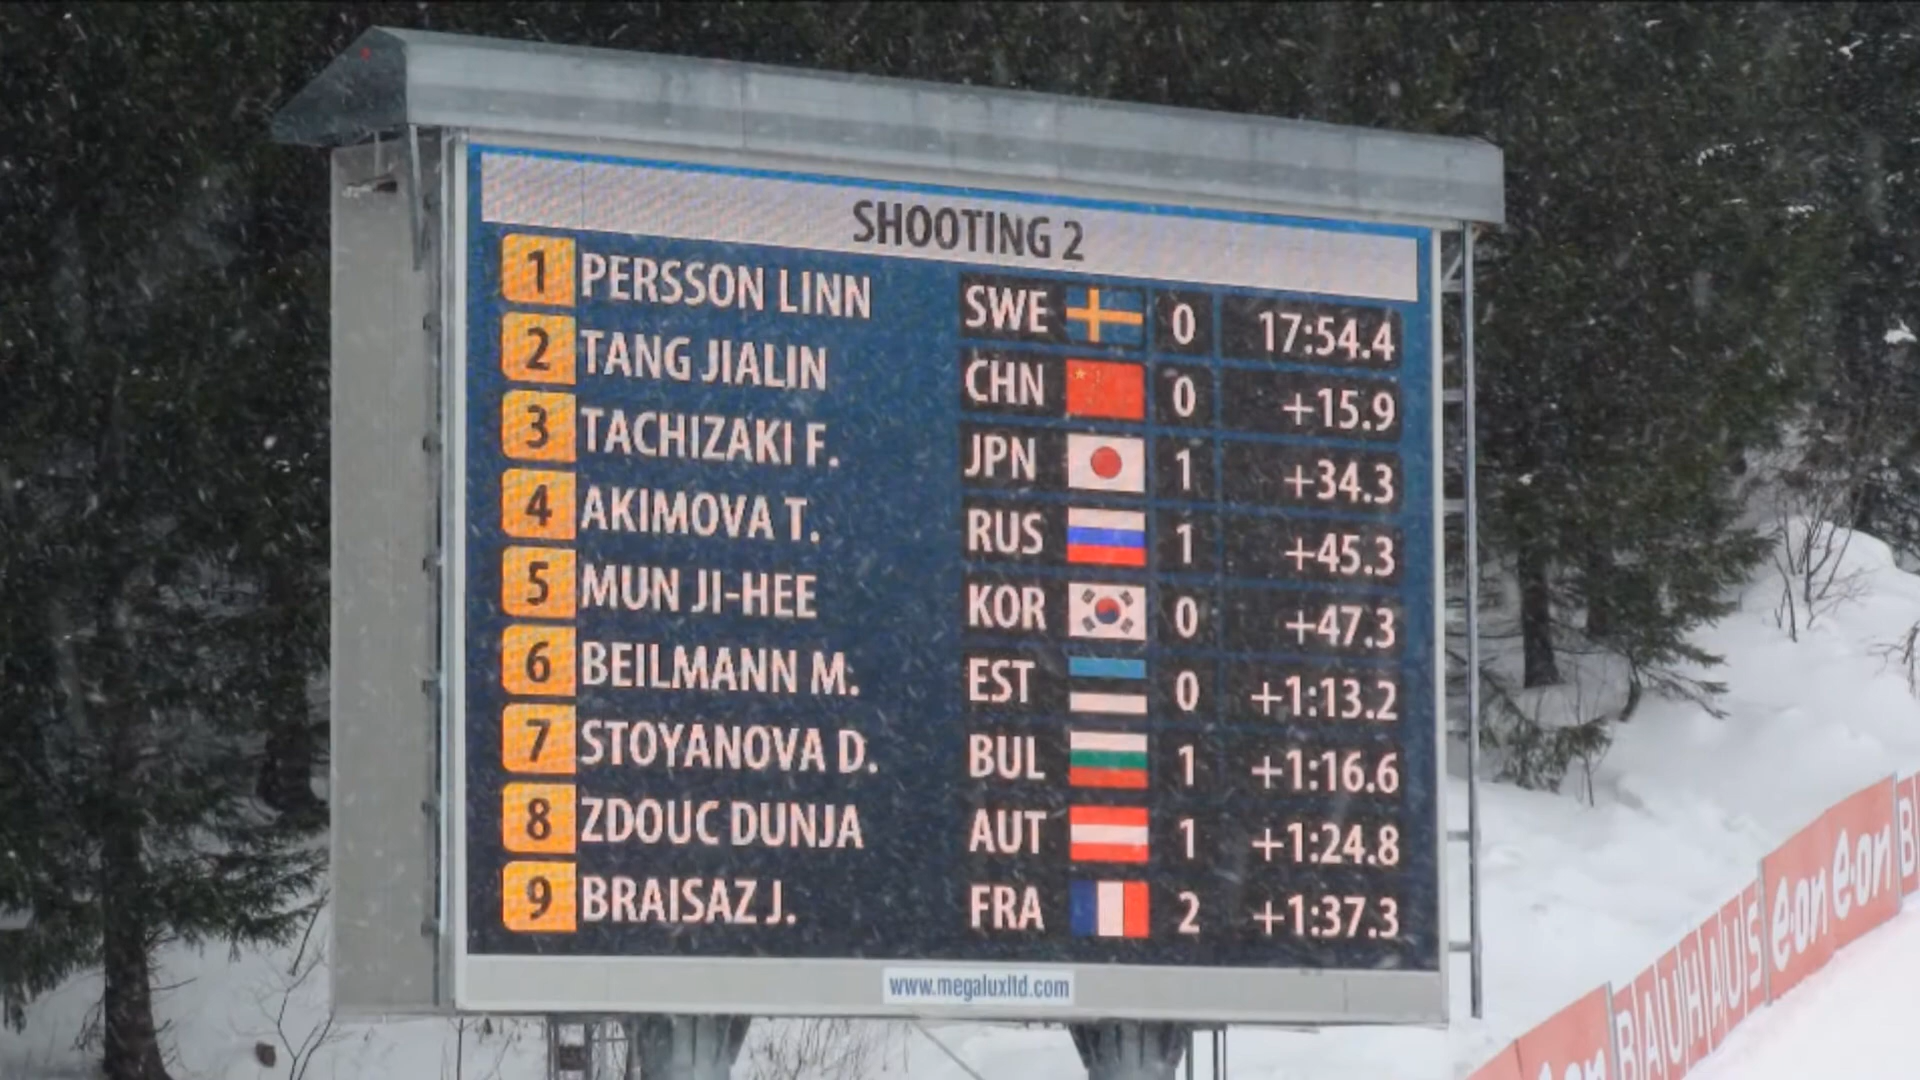 SHOOTING 2
1 PERSSON LINN SWE 0 17:54.4
2 TANG JIALIN CHN 0 +15.9
3 TACHIZAKI F. JPN 1 +34.3
4 AKIMOVA T. RUS 1 +45.3
5 MUN JI-HEE KOR 0 +47.3
6 BEILMANN M. EST 0 +1:13.2
7 STOYANOVA D. BUL 1 +1:16.6
8 ZDOUC DUNJA AUT 1 +1:24.8
9 BRAISAZ J. FRA 2 +1:37.3
www.megaluxltd.com
e·on BAUHAUS e·on e·on B